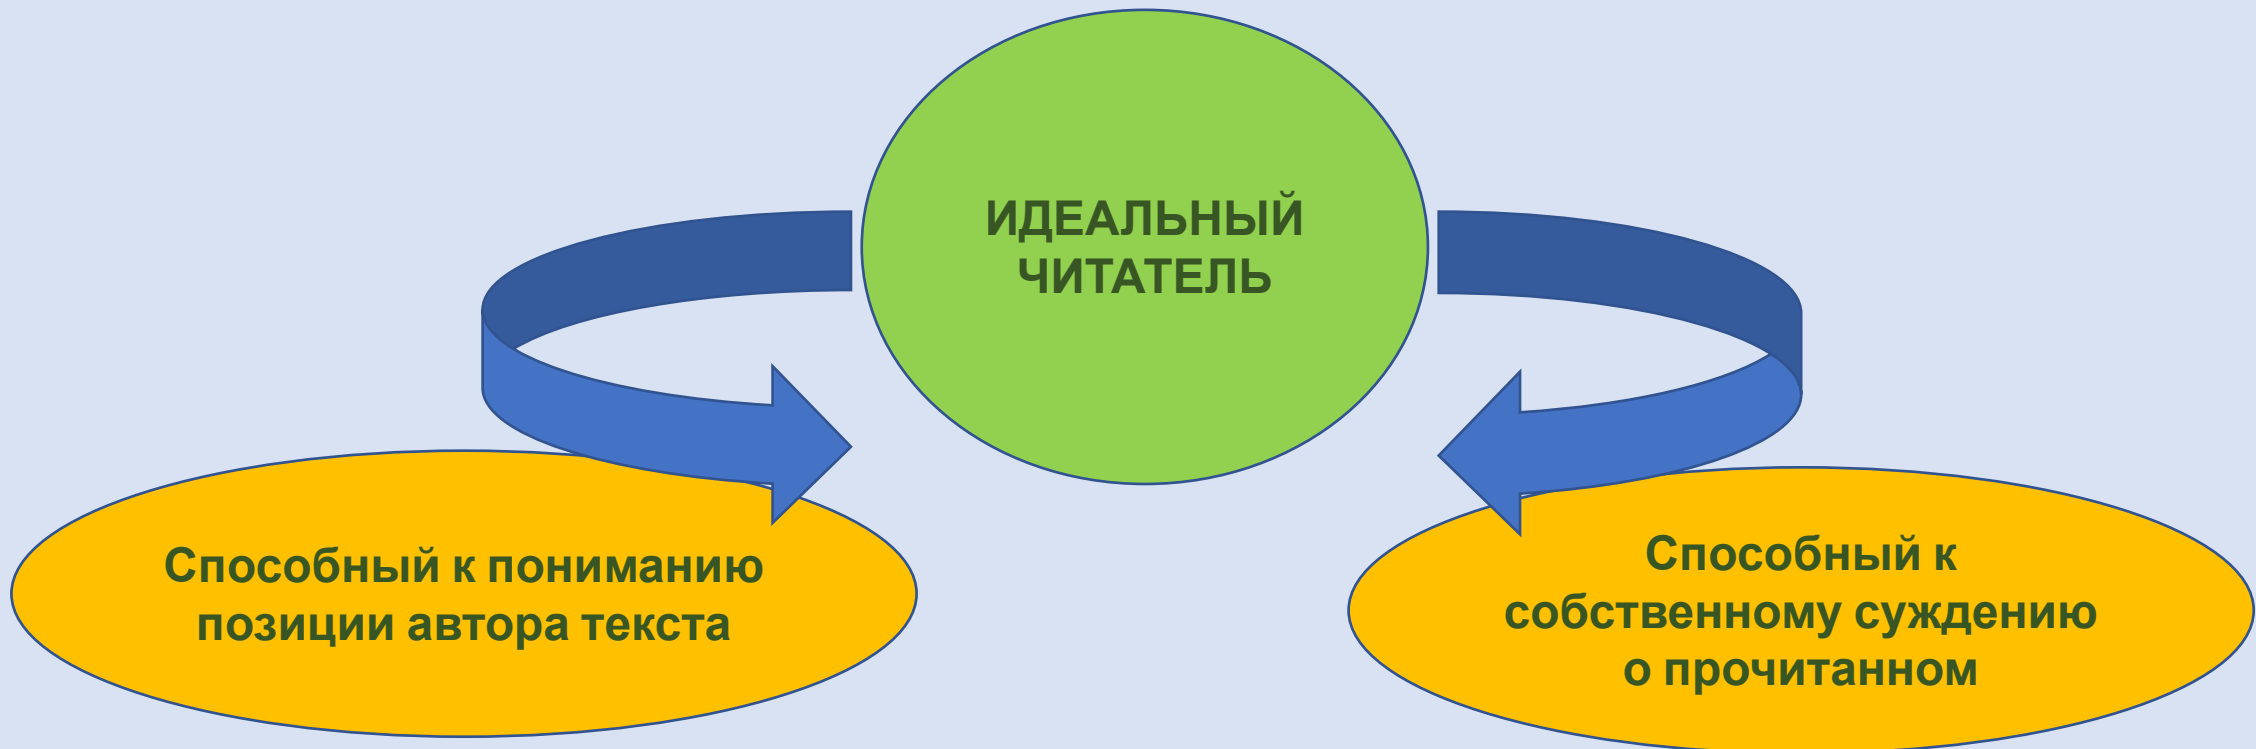 ИДЕАЛЬНЫЙ
ЧИТАТЕЛЬ
Способный к пониманию
позиции автора текста
Способный к
собственному суждению
о прочитанном